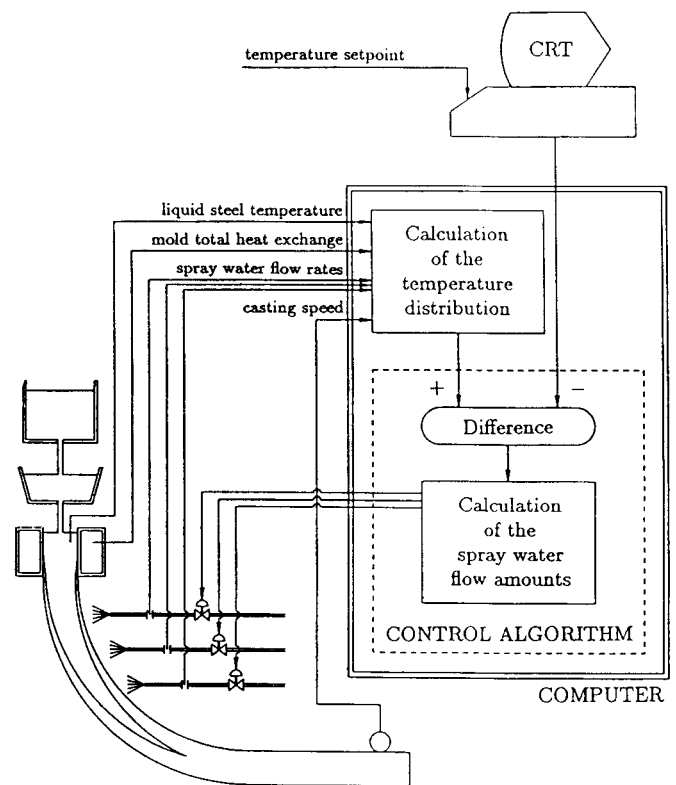 CRT
temperature setpoint
liquid steel temperature
mold total heat exchange
spray water flow rates
casting speed
Calculation
of the
temperature
distribution
+
−
Difference
Calculation
of the
spray water
flow amounts
CONTROL ALGORITHM
COMPUTER